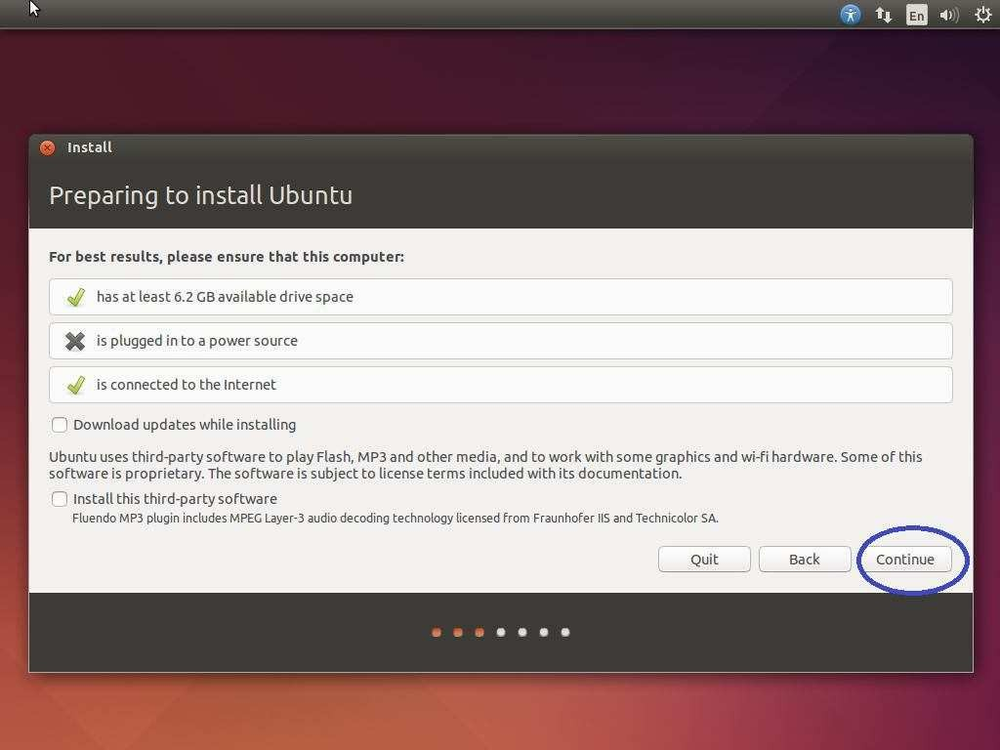 En
Install
Preparing to install Ubuntu
For best results, please ensure that this computer:
has at least 6.2 GB available drive space
is plugged in to a power source
is connected to the Internet
Download updates while installing
Ubuntu uses third-party software to play Flash, MP3 and other media, and to work with some graphics and wi-fi hardware. Some of this
software is proprietary. The software is subject to license terms included with its documentation.
Install this third-party software
Fluendo MP3 plugin includes MPEG Layer-3 audio decoding technology licensed from Fraunhofer IIS and Technicolor SA.
Quit Back Continue